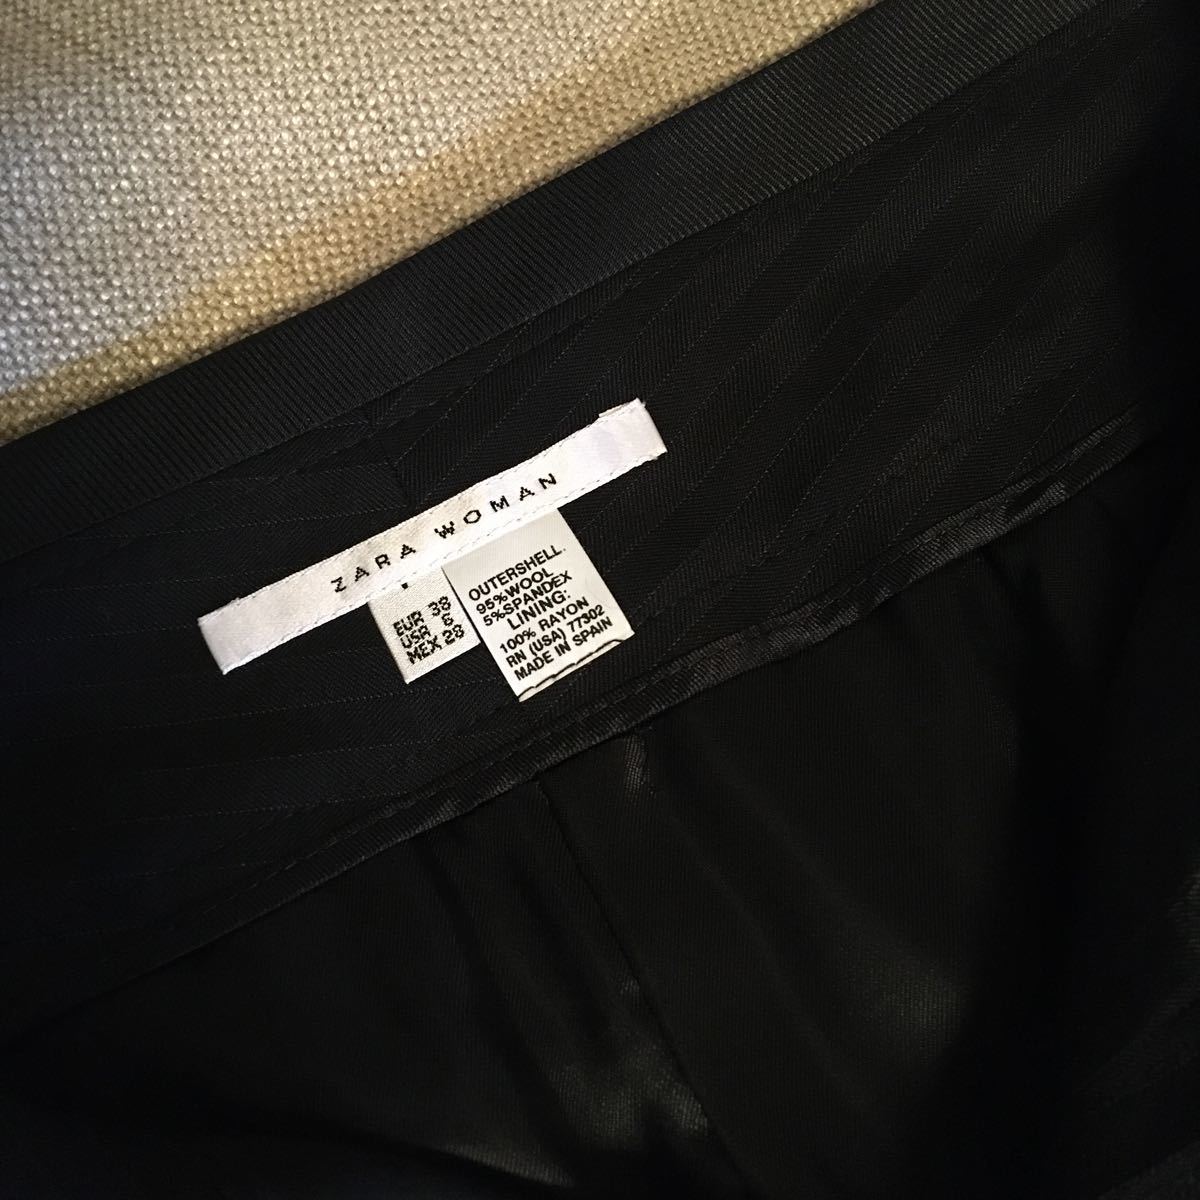 ZARA WOMAN
EUR 38
USA 6
MEX 28
OUTERSHELL:
95%WOOL
5%SPANDEX
LINING:
100% RAYON
RN (USA) 77302
MADE IN SPAIN